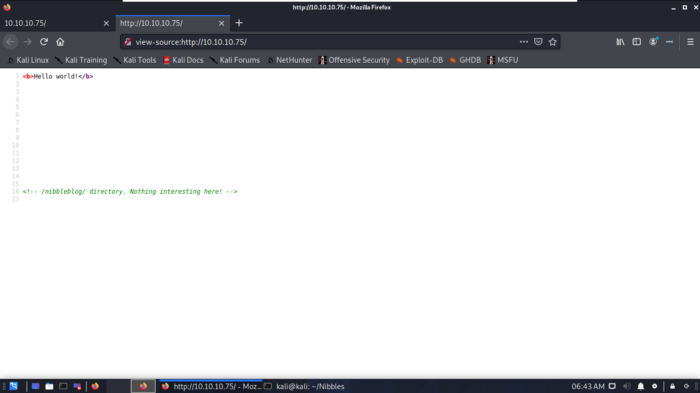 http://10.10.10.75/ - Mozilla Firefox
10.10.10.75/ http://10.10.10.75/
view-source:http://10.10.10.75/
Kali Linux Kali Training Kali Tools Kali Docs Kali Forums NetHunter Offensive Security Exploit-DB GHDB MSFU
1 <b>Hello world!</b>
2
3
4
5
6
7
8
9
10
11
12
13
14
15
16 <!-- /nibbleblog/ directory. Nothing interesting here! -->
17
http://10.10.10.75/ - Moz... kali@kali: ~/Nibbles 06:43 AM